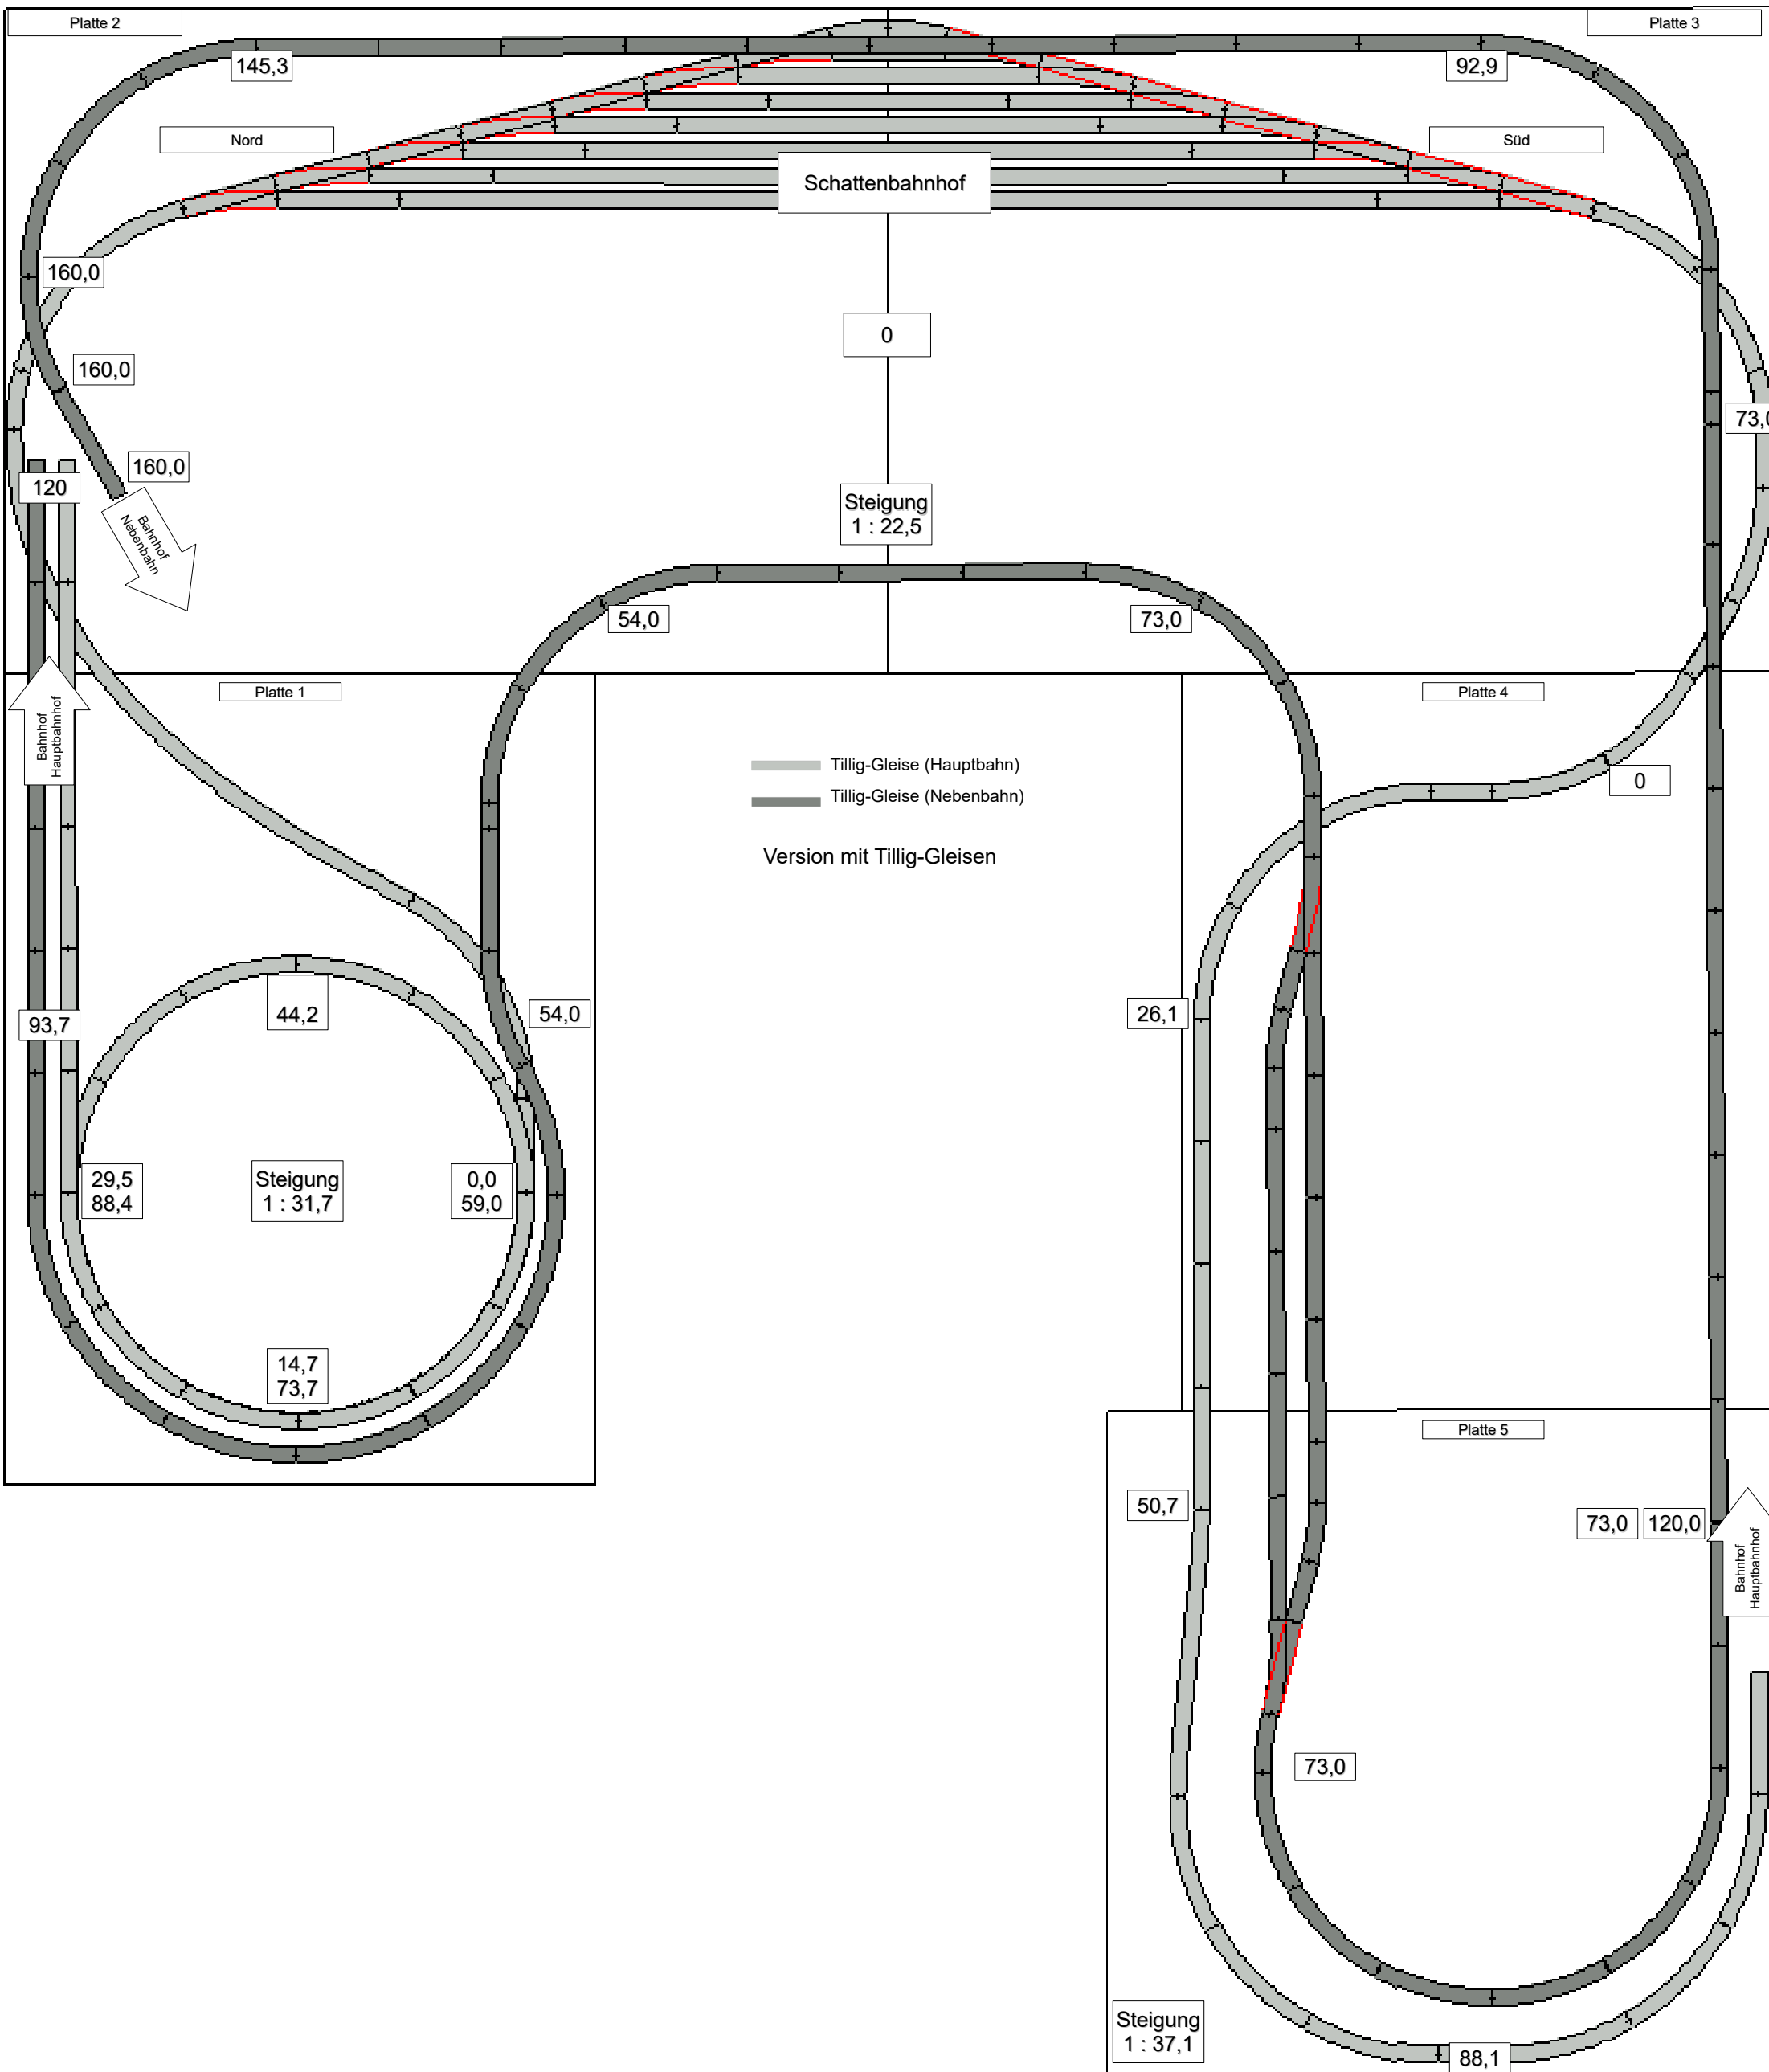 Platte 2
Platte 3
145,3
92,9
Nord
Süd
Schattenbahnhof
160,0
0
160,0
73,0
160,0
120
Steigung
1 : 22,5
Bahnhof
Nebenbahn
54,0
73,0
Platte 1
Platte 4
Bahnhof
Hauptbahnhof
Tillig-Gleise (Hauptbahn)
Tillig-Gleise (Nebenbahn)
0
Version mit Tillig-Gleisen
44,2
54,0
26,1
93,7
29,5
88,4
Steigung
1 : 31,7
0,0
59,0
14,7
73,7
Platte 5
50,7
73,0
120,0
Bahnhof
Hauptbahnhof
73,0
Steigung
1 : 37,1
88,1